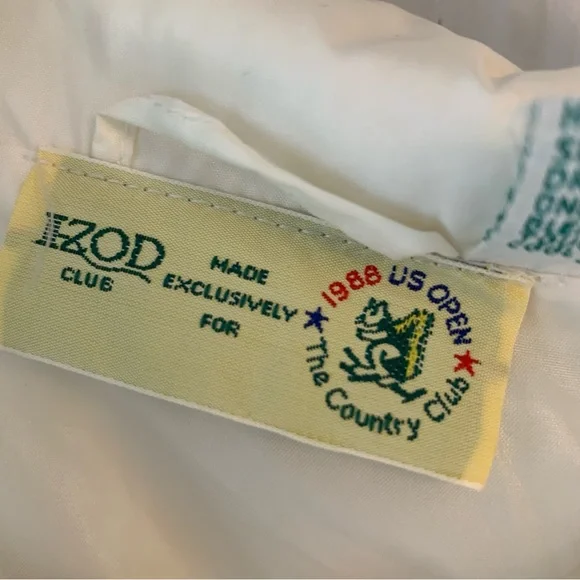 IZOD
CLUB
MADE
EXCLUSIVELY
FOR
1988 US OPEN
The Country Club